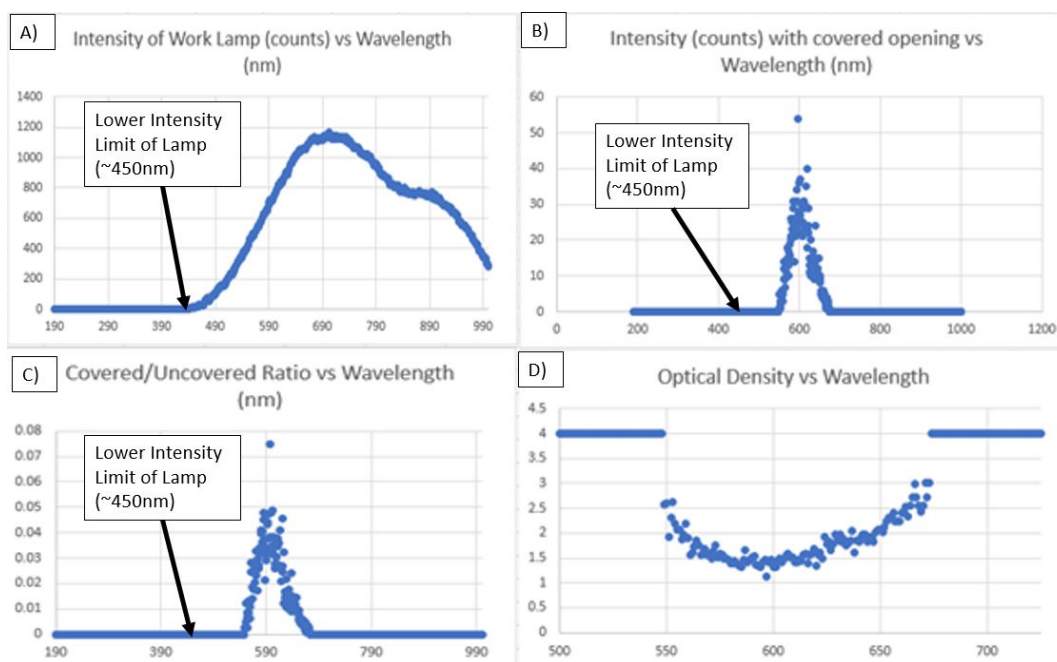 A)
Intensity of Work Lamp (counts) vs Wavelength
(nm)
1400
1200
1000
800
600
400
200
0
190 290 390 490 590 690 790 890 990
Lower Intensity
Limit of Lamp
(~450nm)
B)
Intensity (counts) with covered opening vs
Wavelength (nm)
60
50
40
30
20
10
0
0 200 400 600 800 1000 1200
Lower Intensity
Limit of Lamp
(~450nm)
C)
Covered/Uncovered Ratio vs Wavelength
(nm)
0.08
0.07
0.06
0.05
0.04
0.03
0.02
0.01
0
190 390 590 790 990
Lower Intensity
Limit of Lamp
(~450nm)
D)
Optical Density vs Wavelength
4.5
4
3.5
3
2.5
2
1.5
1
0.5
0
500 550 600 650 700